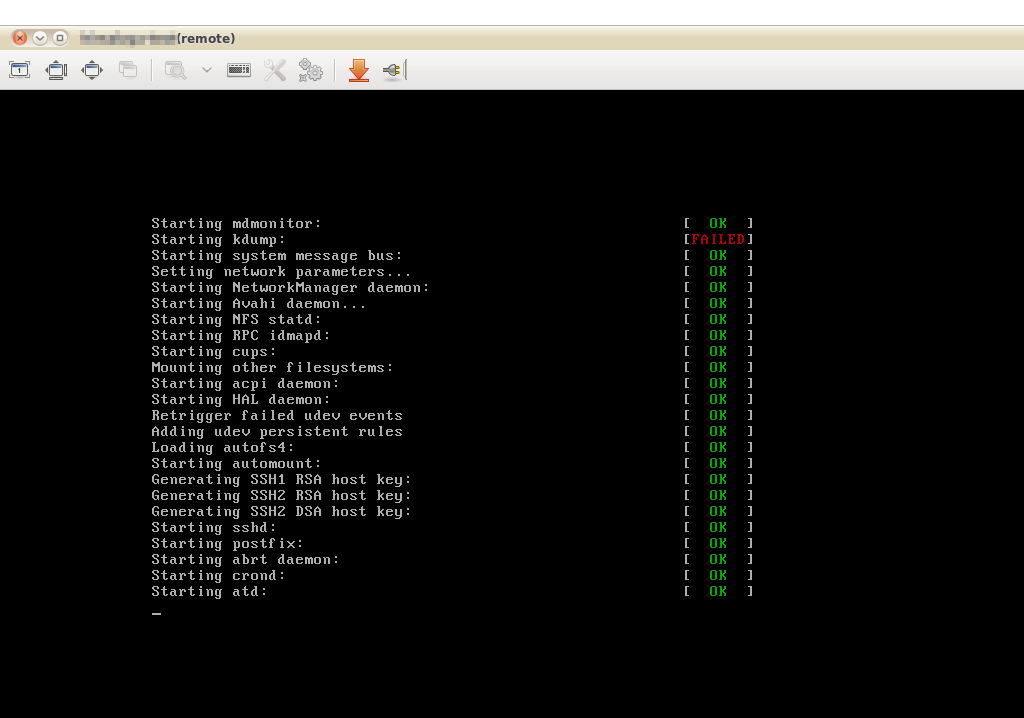 (remote)
Starting mdmonitor: [ OK ]
Starting kdump: [FAILED]
Starting system message bus: [ OK ]
Setting network parameters... [ OK ]
Starting NetworkManager daemon: [ OK ]
Starting Avahi daemon... [ OK ]
Starting NFS statd: [ OK ]
Starting RPC idmapd: [ OK ]
Starting cups: [ OK ]
Mounting other filesystems: [ OK ]
Starting acpi daemon: [ OK ]
Starting HAL daemon: [ OK ]
Retrigger failed udev events [ OK ]
Adding udev persistent rules [ OK ]
Loading autofs4: [ OK ]
Starting automount: [ OK ]
Generating SSH1 RSA host key: [ OK ]
Generating SSH2 RSA host key: [ OK ]
Generating SSH2 DSA host key: [ OK ]
Starting sshd: [ OK ]
Starting postfix: [ OK ]
Starting abrt daemon: [ OK ]
Starting crond: [ OK ]
Starting atd: [ OK ]
_